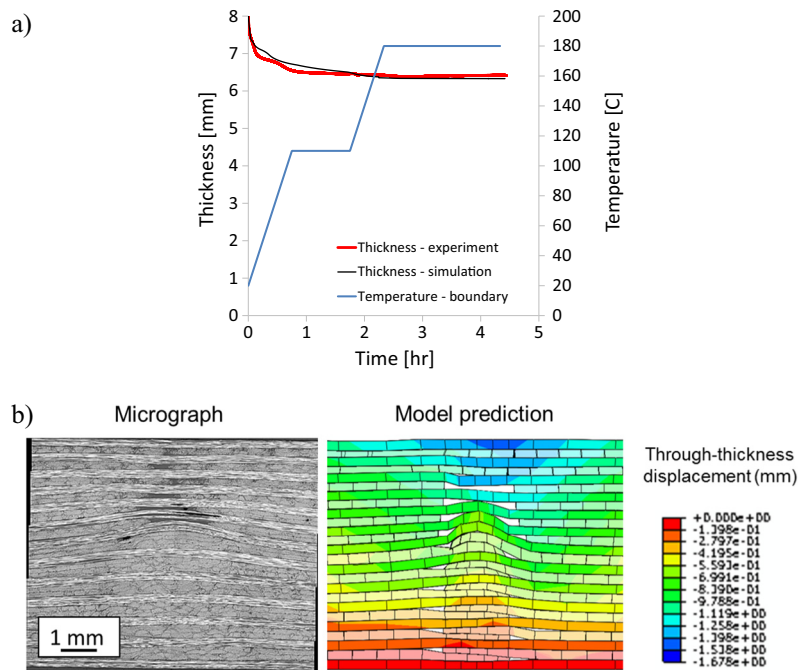 a)
8
7
6
5
4
3
2
1
0
Thickness [mm]
200
180
160
140
120
100
80
60
40
20
0
Temperature [C]
Thickness - experiment
Thickness - simulation
Temperature - boundary
0 1 2 3 4 5
Time [hr]
b)
Micrograph
Model prediction
1 mm
Through-thickness
displacement (mm)
+0.000e+00
-1.398e-01
-2.797e-01
-4.195e-01
-5.593e-01
-6.991e-01
-8.390e-01
-9.788e-01
-1.119e+00
-1.258e+00
-1.398e+00
-1.538e+00
-1.678e+00